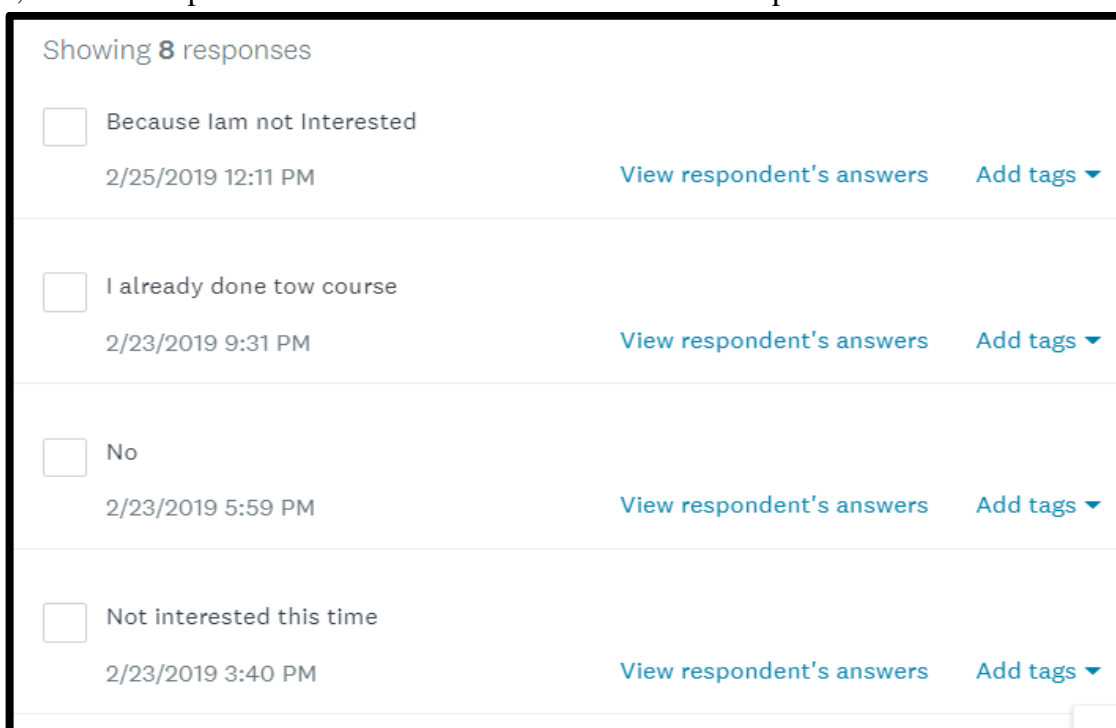 Showing 8 responses
Because Iam not Interested
2/25/2019 12:11 PM View respondent's answers Add tags
I already done tow course
2/23/2019 9:31 PM View respondent's answers Add tags
No
2/23/2019 5:59 PM View respondent's answers Add tags
Not interested this time
2/23/2019 3:40 PM View respondent's answers Add tags